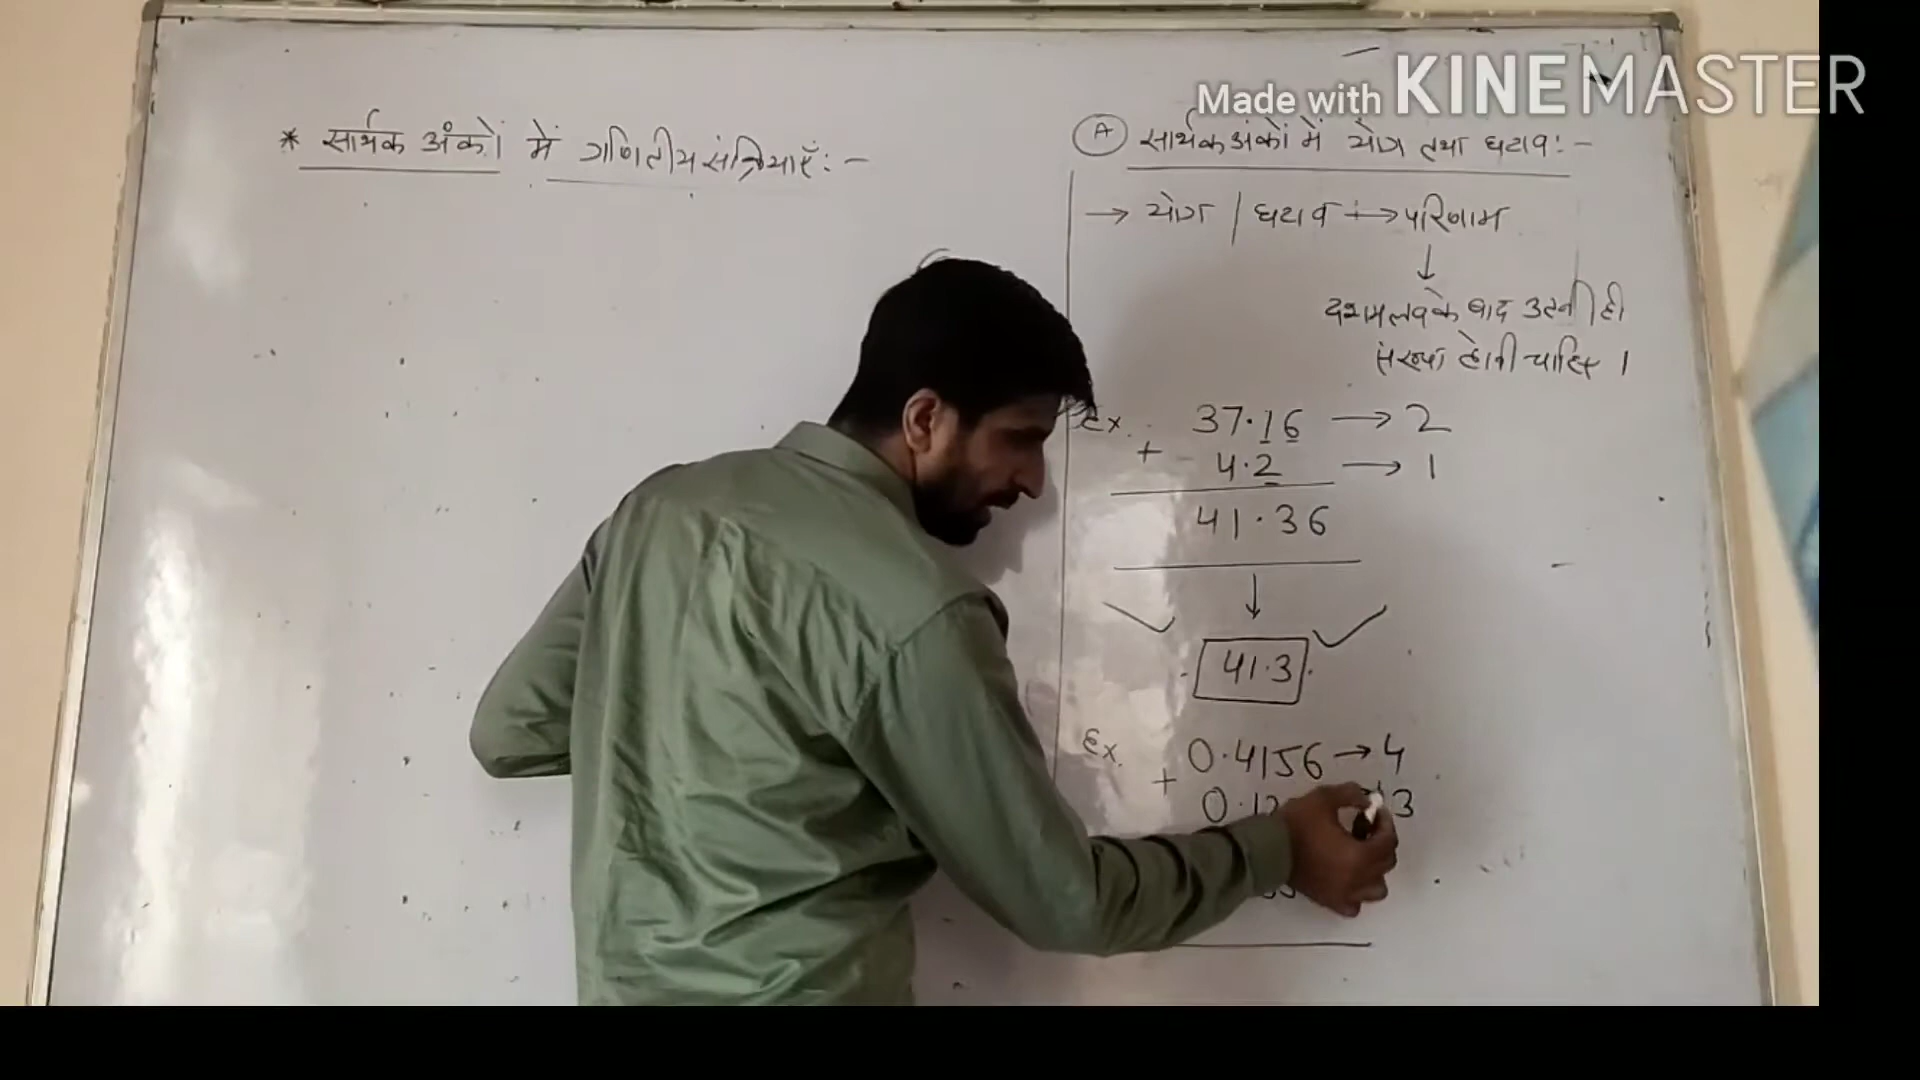 Made with KINEMASTER
* सार्थक अंकों में गणितीय संक्रियाएँ : -
(A) सार्थक अंकों में योग तथा घटाव : -
→ योग / घटाव → परिणाम
↓
दशमलव के बाद उतनी ही
संख्या होनी चाहिए ।
Ex. 37.16 → 2
+ 4.2 → 1
41.36
↓
41.3
Ex. 0.4156 → 4
+ 0.12 3